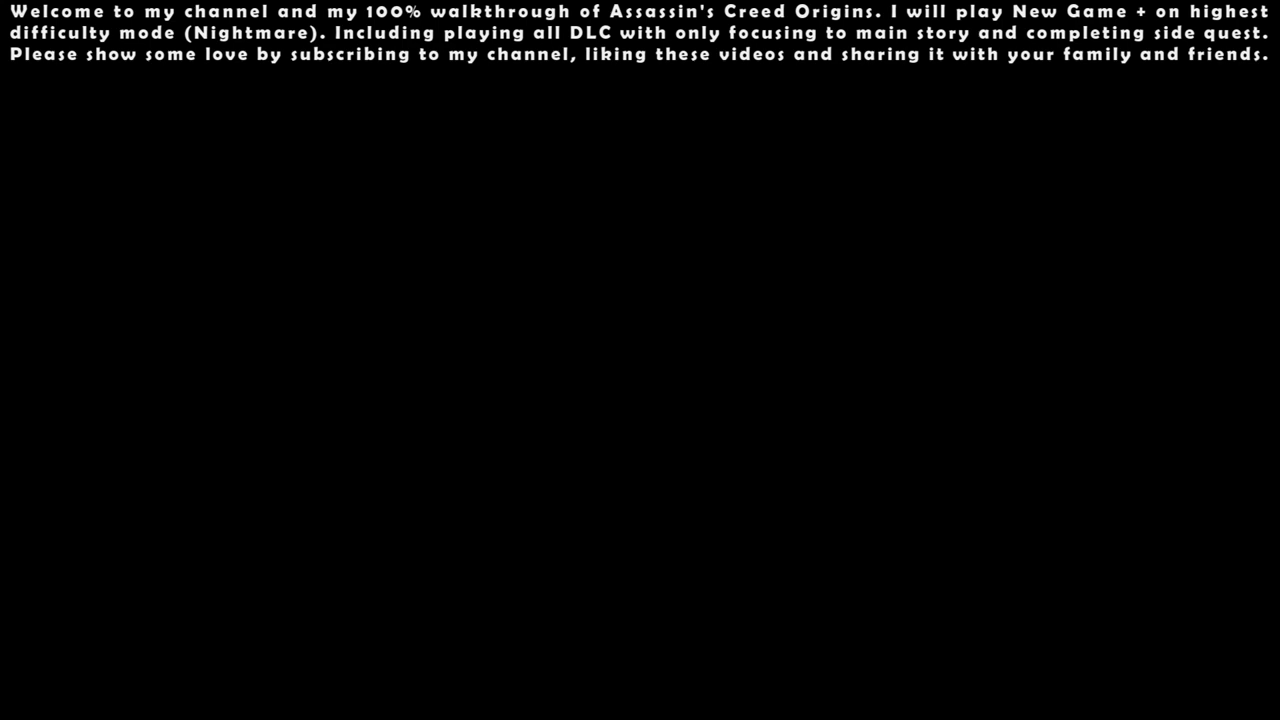 Welcome to my channel and my 100% walkthrough of Assassin's Creed Origins. I will play New Game + on highest
difficulty mode (Nightmare). Including playing all DLC with only focusing to main story and completing side quest.
Please show some love by subscribing to my channel, liking these videos and sharing it with your family and friends.